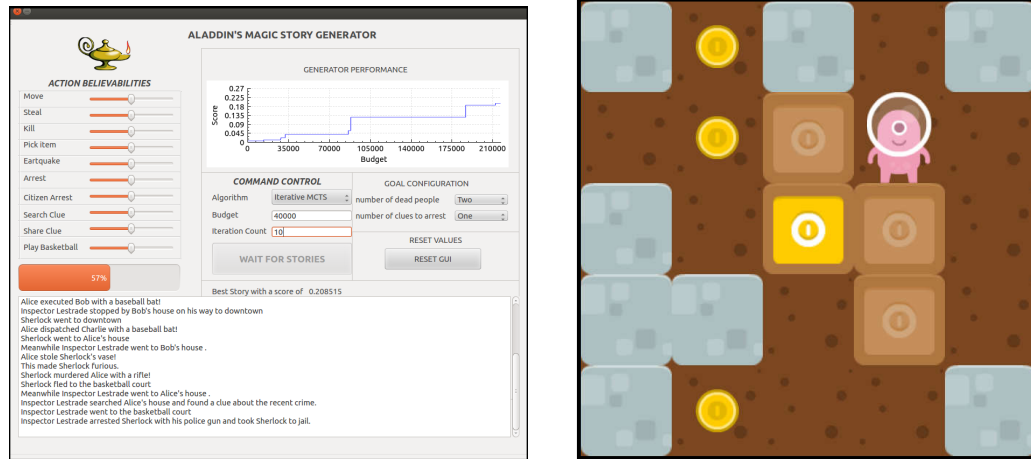 ALADDIN'S MAGIC STORY GENERATOR
ACTION BELIEVABILITIES
Move
Steal
Kill
Pick item
Eartquake
Arrest
Citizen Arrest
Search Clue
Share Clue
Play Basketball
57%
GENERATOR PERFORMANCE
Score
0.27
0.225
0.18
0.135
0.09
0.045
0
0 35000 70000 105000 140000 175000 210000
Budget
COMMAND CONTROL
Algorithm Iterative MCTS
Budget 40000
Iteration Count 10
WAIT FOR STORIES
GOAL CONFIGURATION
number of dead people Two
number of clues to arrest One
RESET VALUES
RESET GUI
Best Story with a score of 0.208515
Alice executed Bob with a baseball bat!
Inspector Lestrade stopped by Bob's house on his way to downtown
Sherlock went to downtown
Alice dispatched Charlie with a baseball bat!
Sherlock went to Alice's house
Meanwhile Inspector Lestrade went to Bob's house .
Alice stole Sherlock's vase!
This made Sherlock furious.
Sherlock murdered Alice with a rifle!
Sherlock fled to the basketball court
Meanwhile Inspector Lestrade went to Alice's house .
Inspector Lestrade searched Alice's house and found a clue about the recent crime.
Inspector Lestrade went to the basketball court
Inspector Lestrade arrested Sherlock with his police gun and took Sherlock to jail.